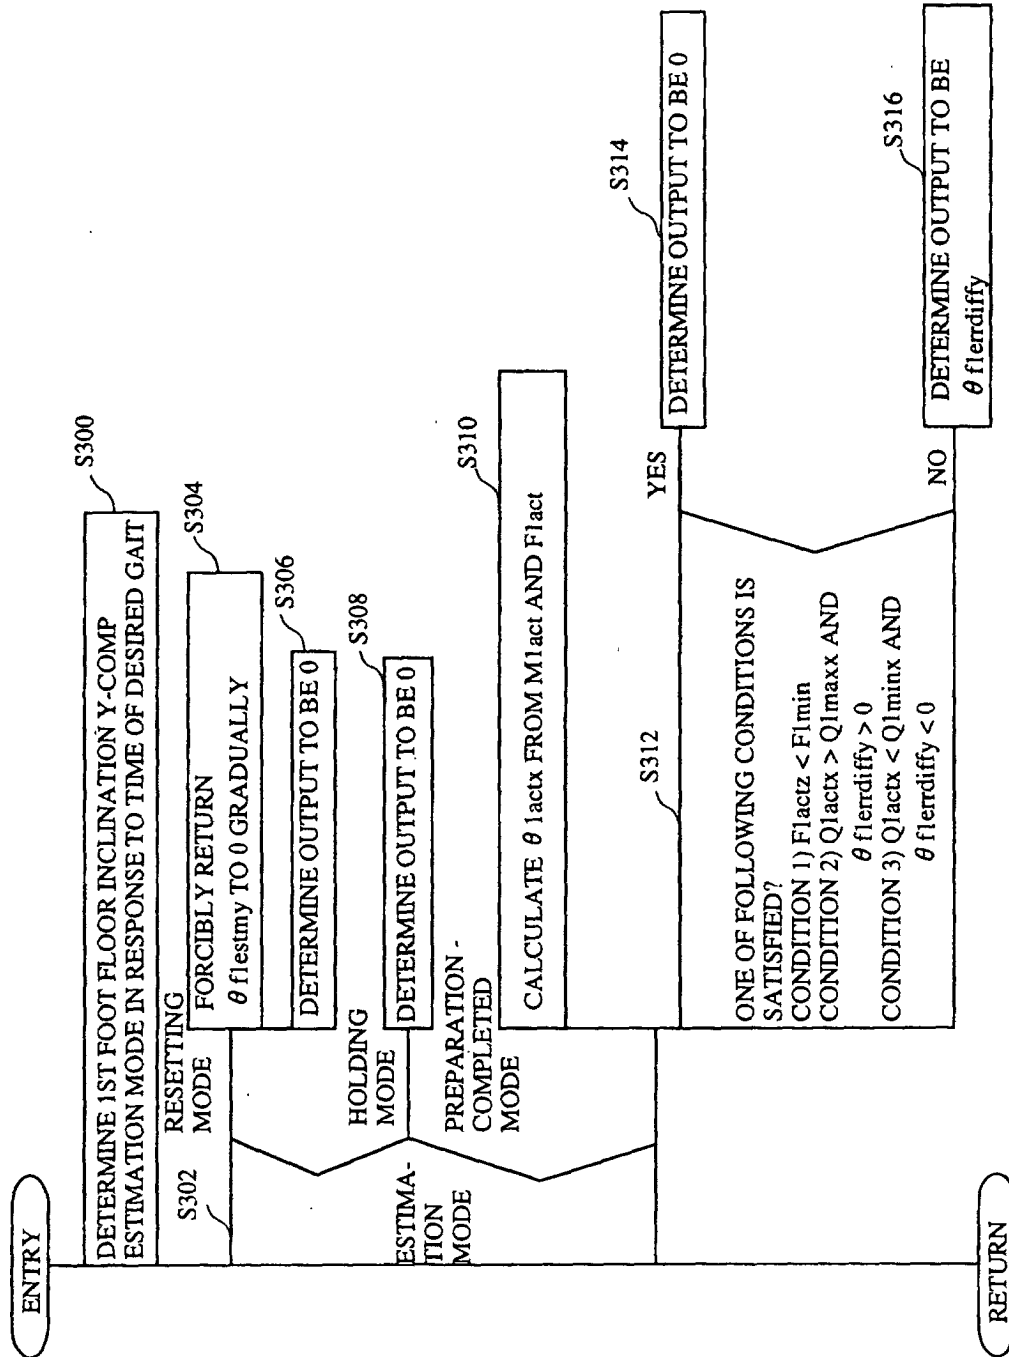 ENTRY
S300
DETERMINE 1ST FOOT FLOOR INCLINATION Y-COMP
ESTIMATION MODE IN RESPONSE TO TIME OF DESIRED GAIT
S302
ESTIMA-
TION
MODE
RESETTING
MODE
S304
FORCIBLY RETURN
θ flestmy TO 0 GRADUALLY
S306
DETERMINE OUTPUT TO BE 0
HOLDING
MODE
S308
DETERMINE OUTPUT TO BE 0
PREPARATION -
COMPLETED
MODE
S310
CALCULATE θ 1actx FROM M1act AND F1act
S312
ONE OF FOLLOWING CONDITIONS IS
SATISFIED?
CONDITION 1) F1actz < F1min
CONDITION 2) Q1actx > Q1maxx AND
θ flerrdiffy > 0
CONDITION 3) Q1actx < Q1minx AND
θ flerrdiffy < 0
YES
S314
DETERMINE OUTPUT TO BE 0
NO
S316
DETERMINE OUTPUT TO BE
θ flerrdiffy
RETURN